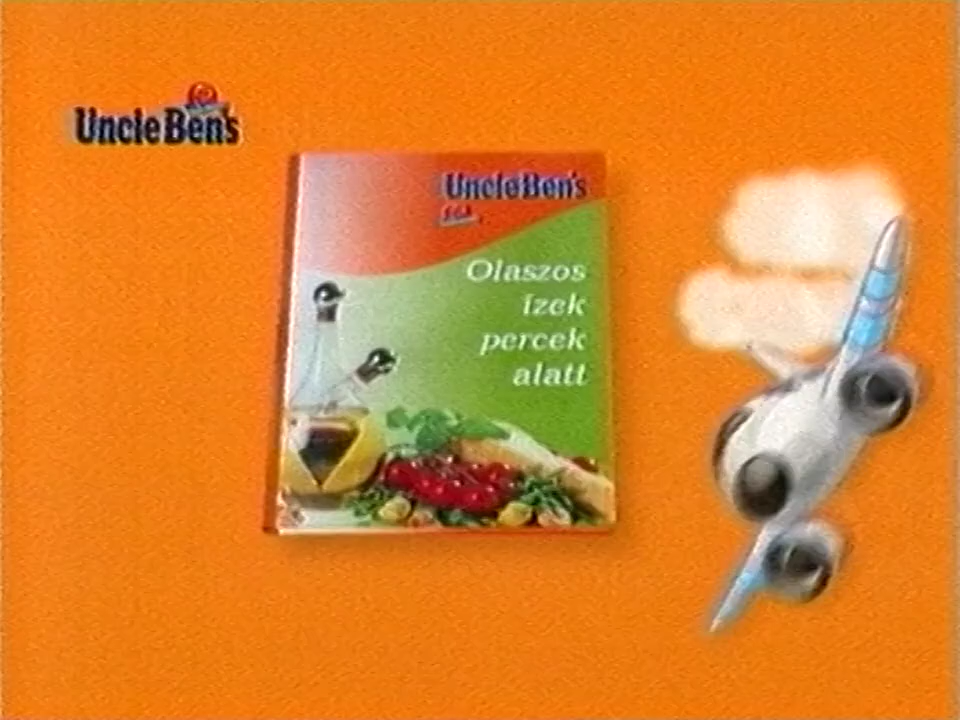 Uncle Ben's
Uncle Ben's
Olaszos
ízek
percek
alatt